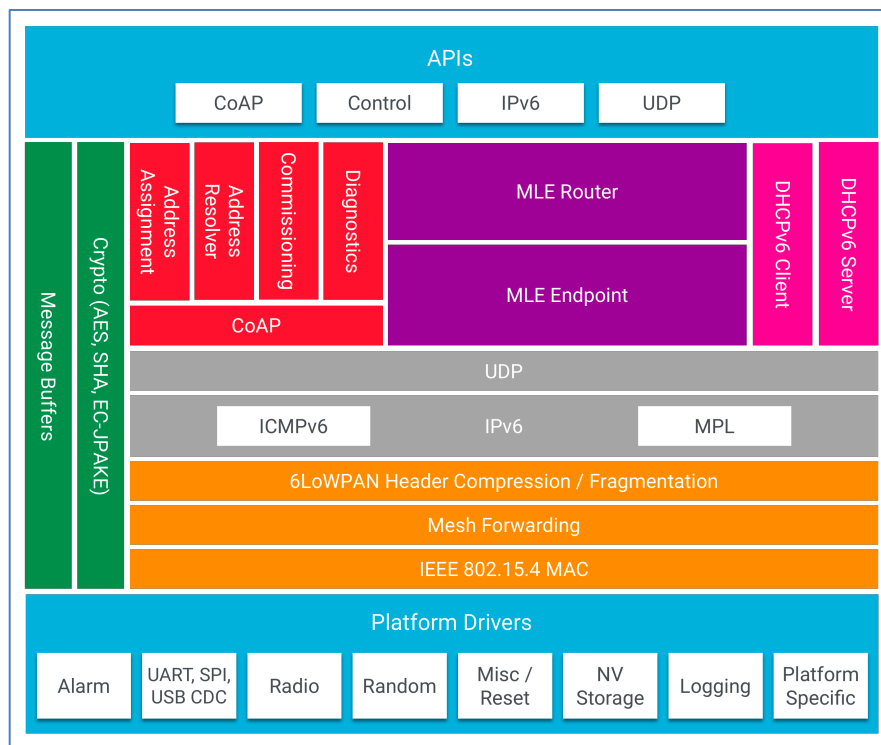 APIs
CoAP
Control
IPv6
UDP
Message Buffers
Crypto (AES, SHA, EC-JPAKE)
Address
Assignment
Address
Resolver
Commissioning
Diagnostics
CoAP
MLE Router
MLE Endpoint
DHCPv6 Client
DHCPv6 Server
UDP
ICMPv6
IPv6
MPL
6LoWPAN Header Compression / Fragmentation
Mesh Forwarding
IEEE 802.15.4 MAC
Platform Drivers
Alarm
UART, SPI,
USB CDC
Radio
Random
Misc /
Reset
NV
Storage
Logging
Platform
Specific